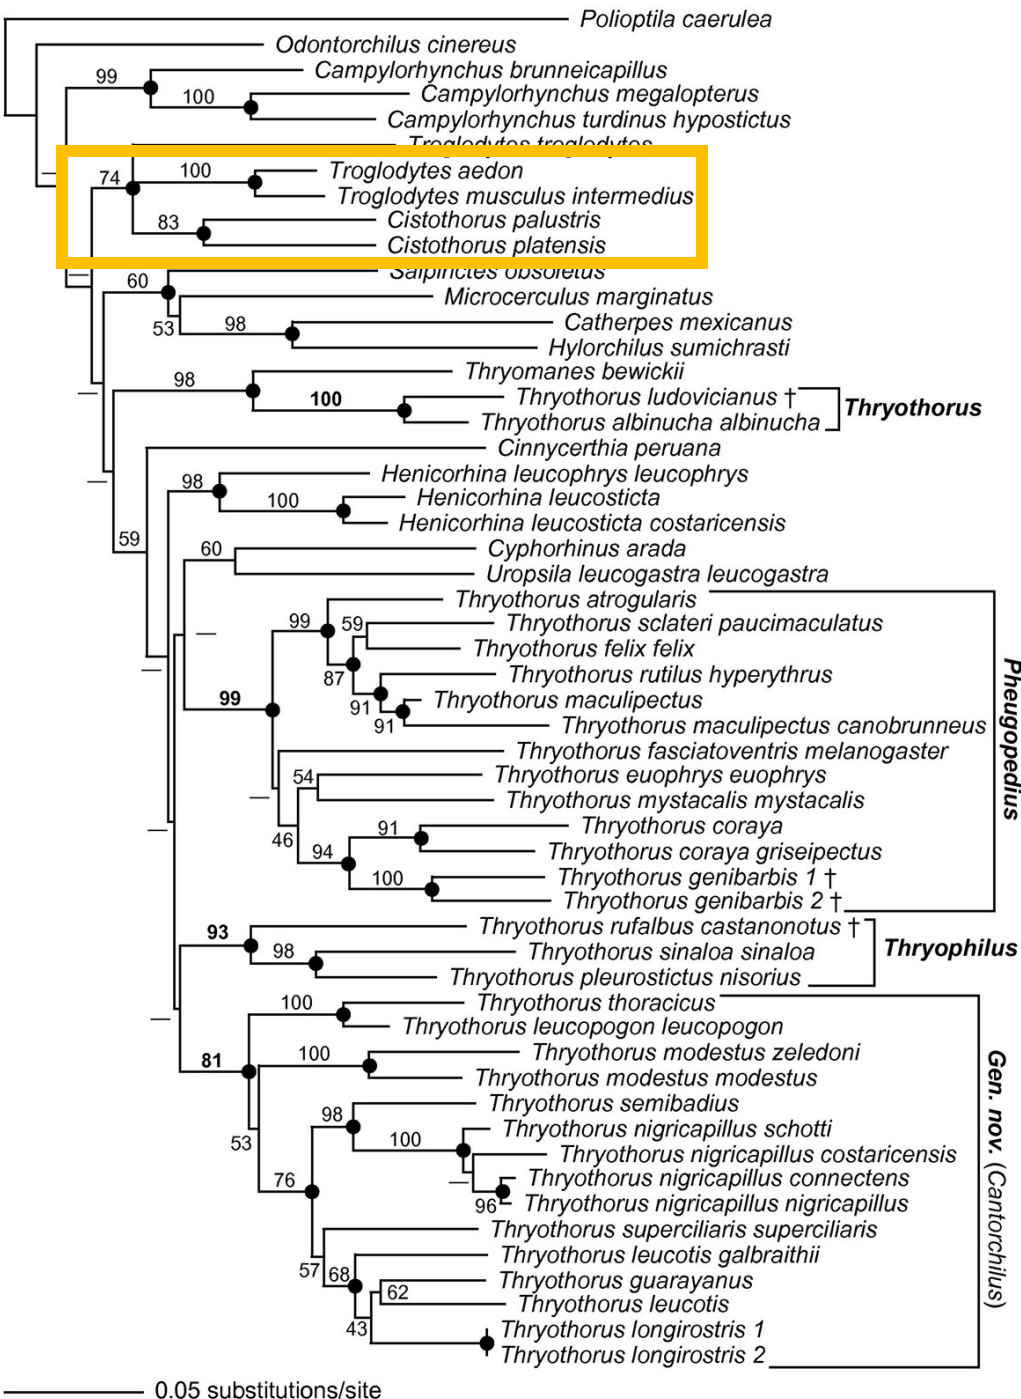 Polioptila caerulea
Odontorchilus cinereus
Campylorhynchus brunneicapillus
99
Campylorhynchus megalopterus
100
Campylorhynchus turdinus hypostictus
Troglodytes troglodytes
Troglodytes aedon
74
100
Troglodytes musculus intermedius
Cistothorus palustris
83
Cistothorus platensis
Salpinctes obsoletus
60
Microcerculus marginatus
Catherpes mexicanus
53
98
Hylorchilus sumichrasti
Thryomanes bewickii
98
Thryothorus ludovicianus †
100
Thryothorus
Thryothorus albinucha albinucha
Cinnycerthia peruana
Henicorhina leucophrys leucophrys
98
Henicorhina leucosticta
100
Henicorhina leucosticta costaricensis
59
Cyphorhinus arada
60
Uropsila leucogastra leucogastra
Thryothorus atrogularis
99
59
Thryothorus sclateri paucimaculatus
Thryothorus felix felix
87
Thryothorus rutilus hyperythrus
99
91
Thryothorus maculipectus
91
Thryothorus maculipectus canobrunneus
Pheugopedius
Thryothorus fasciatoventris melanogaster
54
Thryothorus euophrys euophrys
Thryothorus mystacalis mystacalis
46
91
Thryothorus coraya
94
Thryothorus coraya griseipectus
100
Thryothorus genibarbis 1 †
Thryothorus genibarbis 2 †
93
Thryothorus rufalbus castanonotus †
98
Thryothorus sinaloa sinaloa
Thryophilus
Thryothorus pleurostictus nisorius
100
Thryothorus thoracicus
Thryothorus leucopogon leucopogon
81
100
Thryothorus modestus zeledoni
Thryothorus modestus modestus
98
Thryothorus semibadius
53
100
Thryothorus nigricapillus schotti
Thryothorus nigricapillus costaricensis
76
Thryothorus nigricapillus connectens
96
Thryothorus nigricapillus nigricapillus
Gen. nov. (Cantorchilus)
Thryothorus superciliaris superciliaris
57
68
Thryothorus leucotis galbraithii
Thryothorus guarayanus
62
Thryothorus leucotis
43
Thryothorus longirostris 1
Thryothorus longirostris 2
0.05 substitutions/site